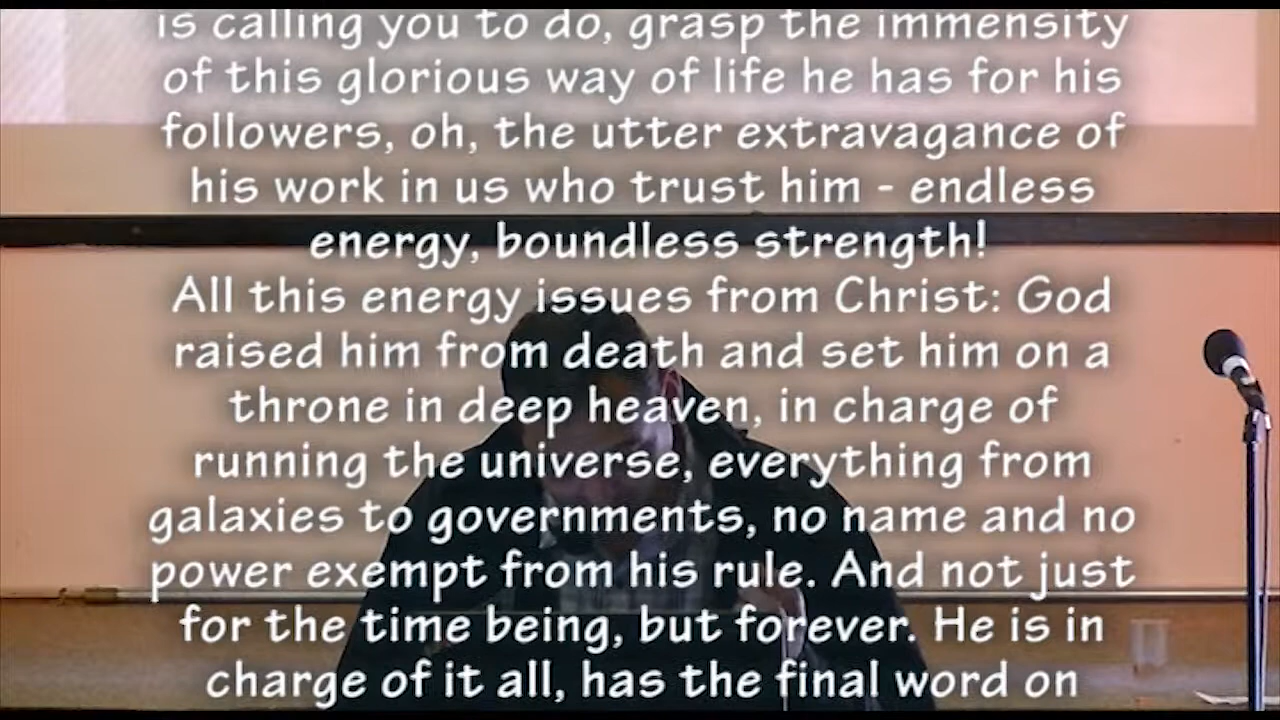 is calling you to do, grasp the immensity
of this glorious way of life he has for his
followers, oh, the utter extravagance of
his work in us who trust him - endless
energy, boundless strength!
All this energy issues from Christ: God
raised him from death and set him on a
throne in deep heaven, in charge of
running the universe, everything from
galaxies to governments, no name and no
power exempt from his rule. And not just
for the time being, but forever. He is in
charge of it all, has the final word on